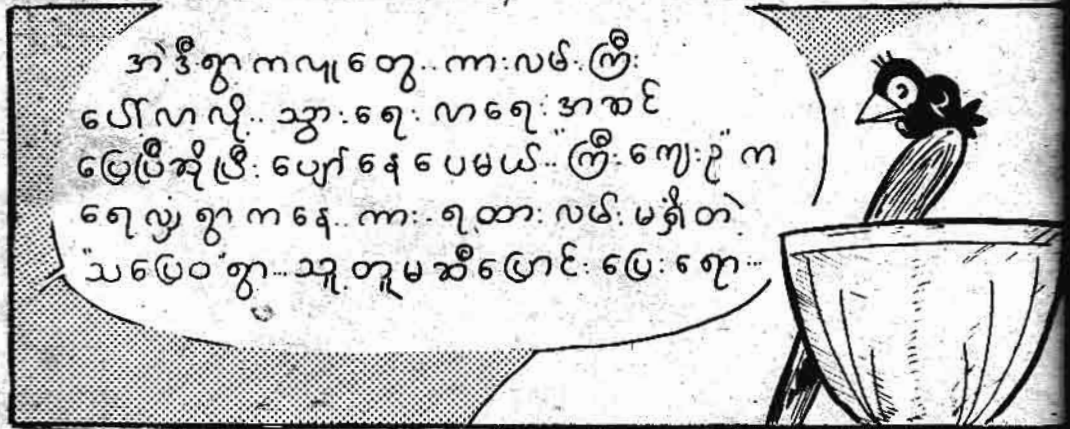 အဲဒီရွာကလူတွေ..ကားလမ်းကြီး
ပေါ်လာလို့..သွားရေးလာရေးအဆင်
ပြေပြီဆိုပြီးပျော်နေပေမယ်.."ကြီးကျေးဥ"က
ရေလှရွာကနေ..ကား.ရထားလမ်းမရှိတဲ့
"သပြေဝ"ရွာ...သူ့တူမဆီပြောင်းပြေးရော...